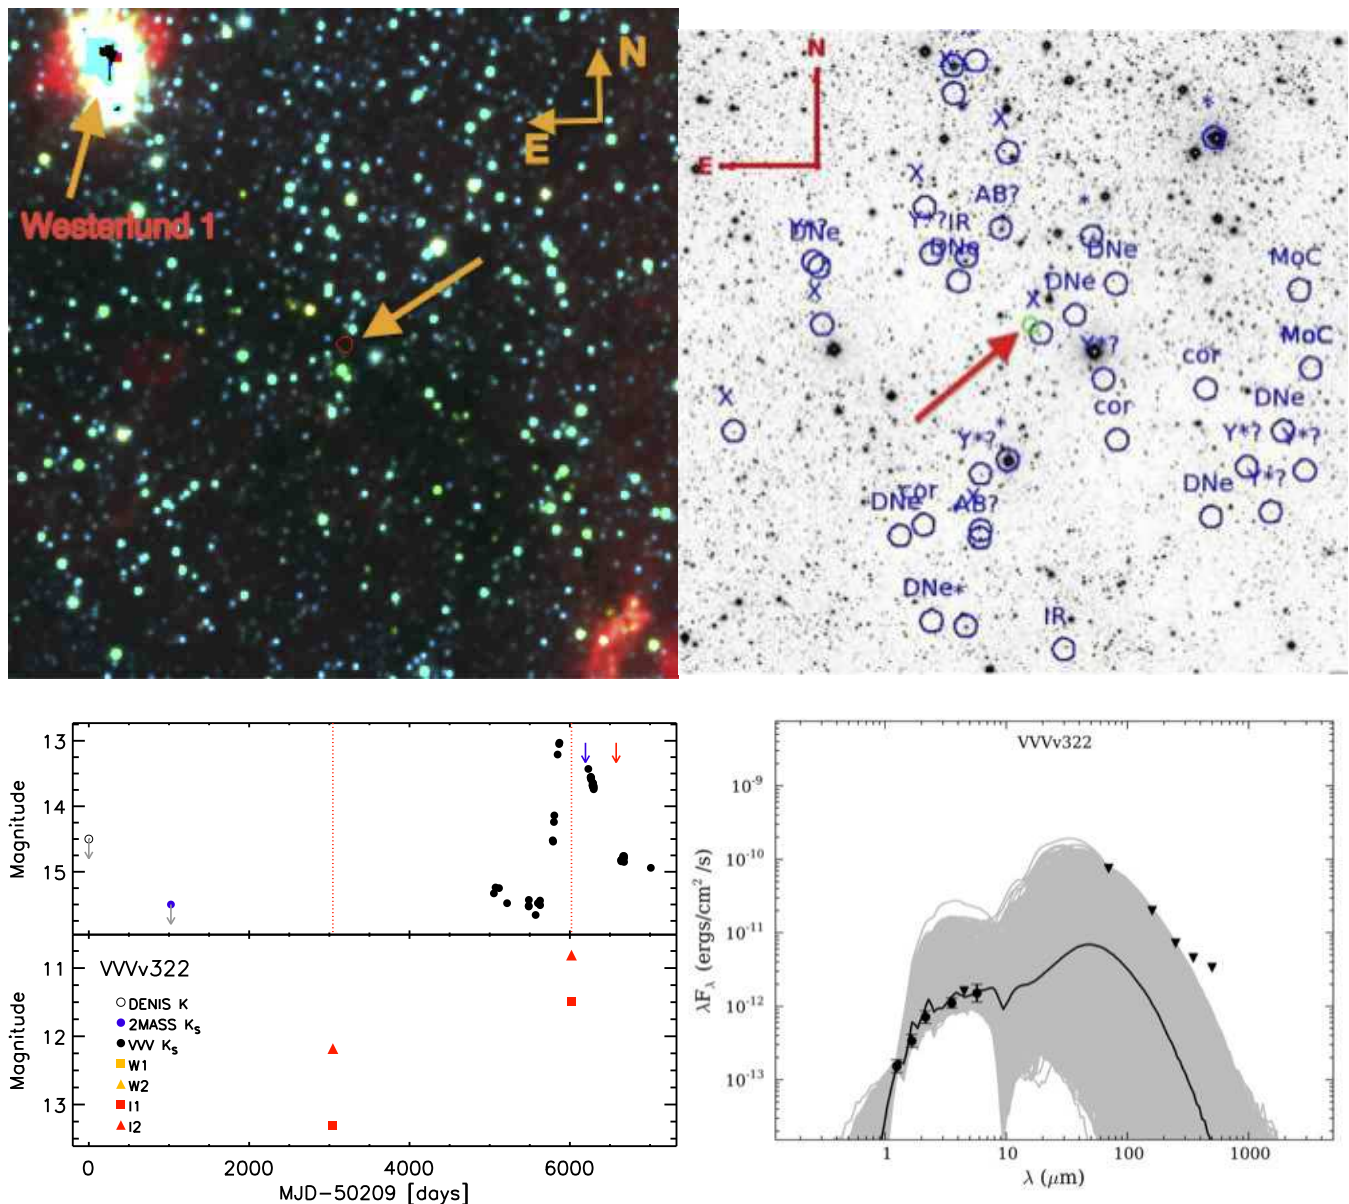 N
E
Westerlund 1
N
E
X
*
X
*
X
AB?
*
Y*?
IR
DNe
DNe
DNe
DNe
MoC
X
X
Y*?
MoC
cor
X
cor
DNe
Y*?
*
Y*?
Y*?
Y*?
DNe
cor
DNe
X
AB?
DNe
*
IR
13
14
15
Magnitude
11
12
13
Magnitude
VVVv322
DENIS K
2MASS Ks
VVV Ks
W1
W2
I1
I2
0 2000 4000 6000
MJD-50209 [days]
VVVv322
10⁻⁹
10⁻¹⁰
10⁻¹¹
10⁻¹²
10⁻¹³
λFλ (ergs/cm² /s)
1 10 100 1000
λ (μm)